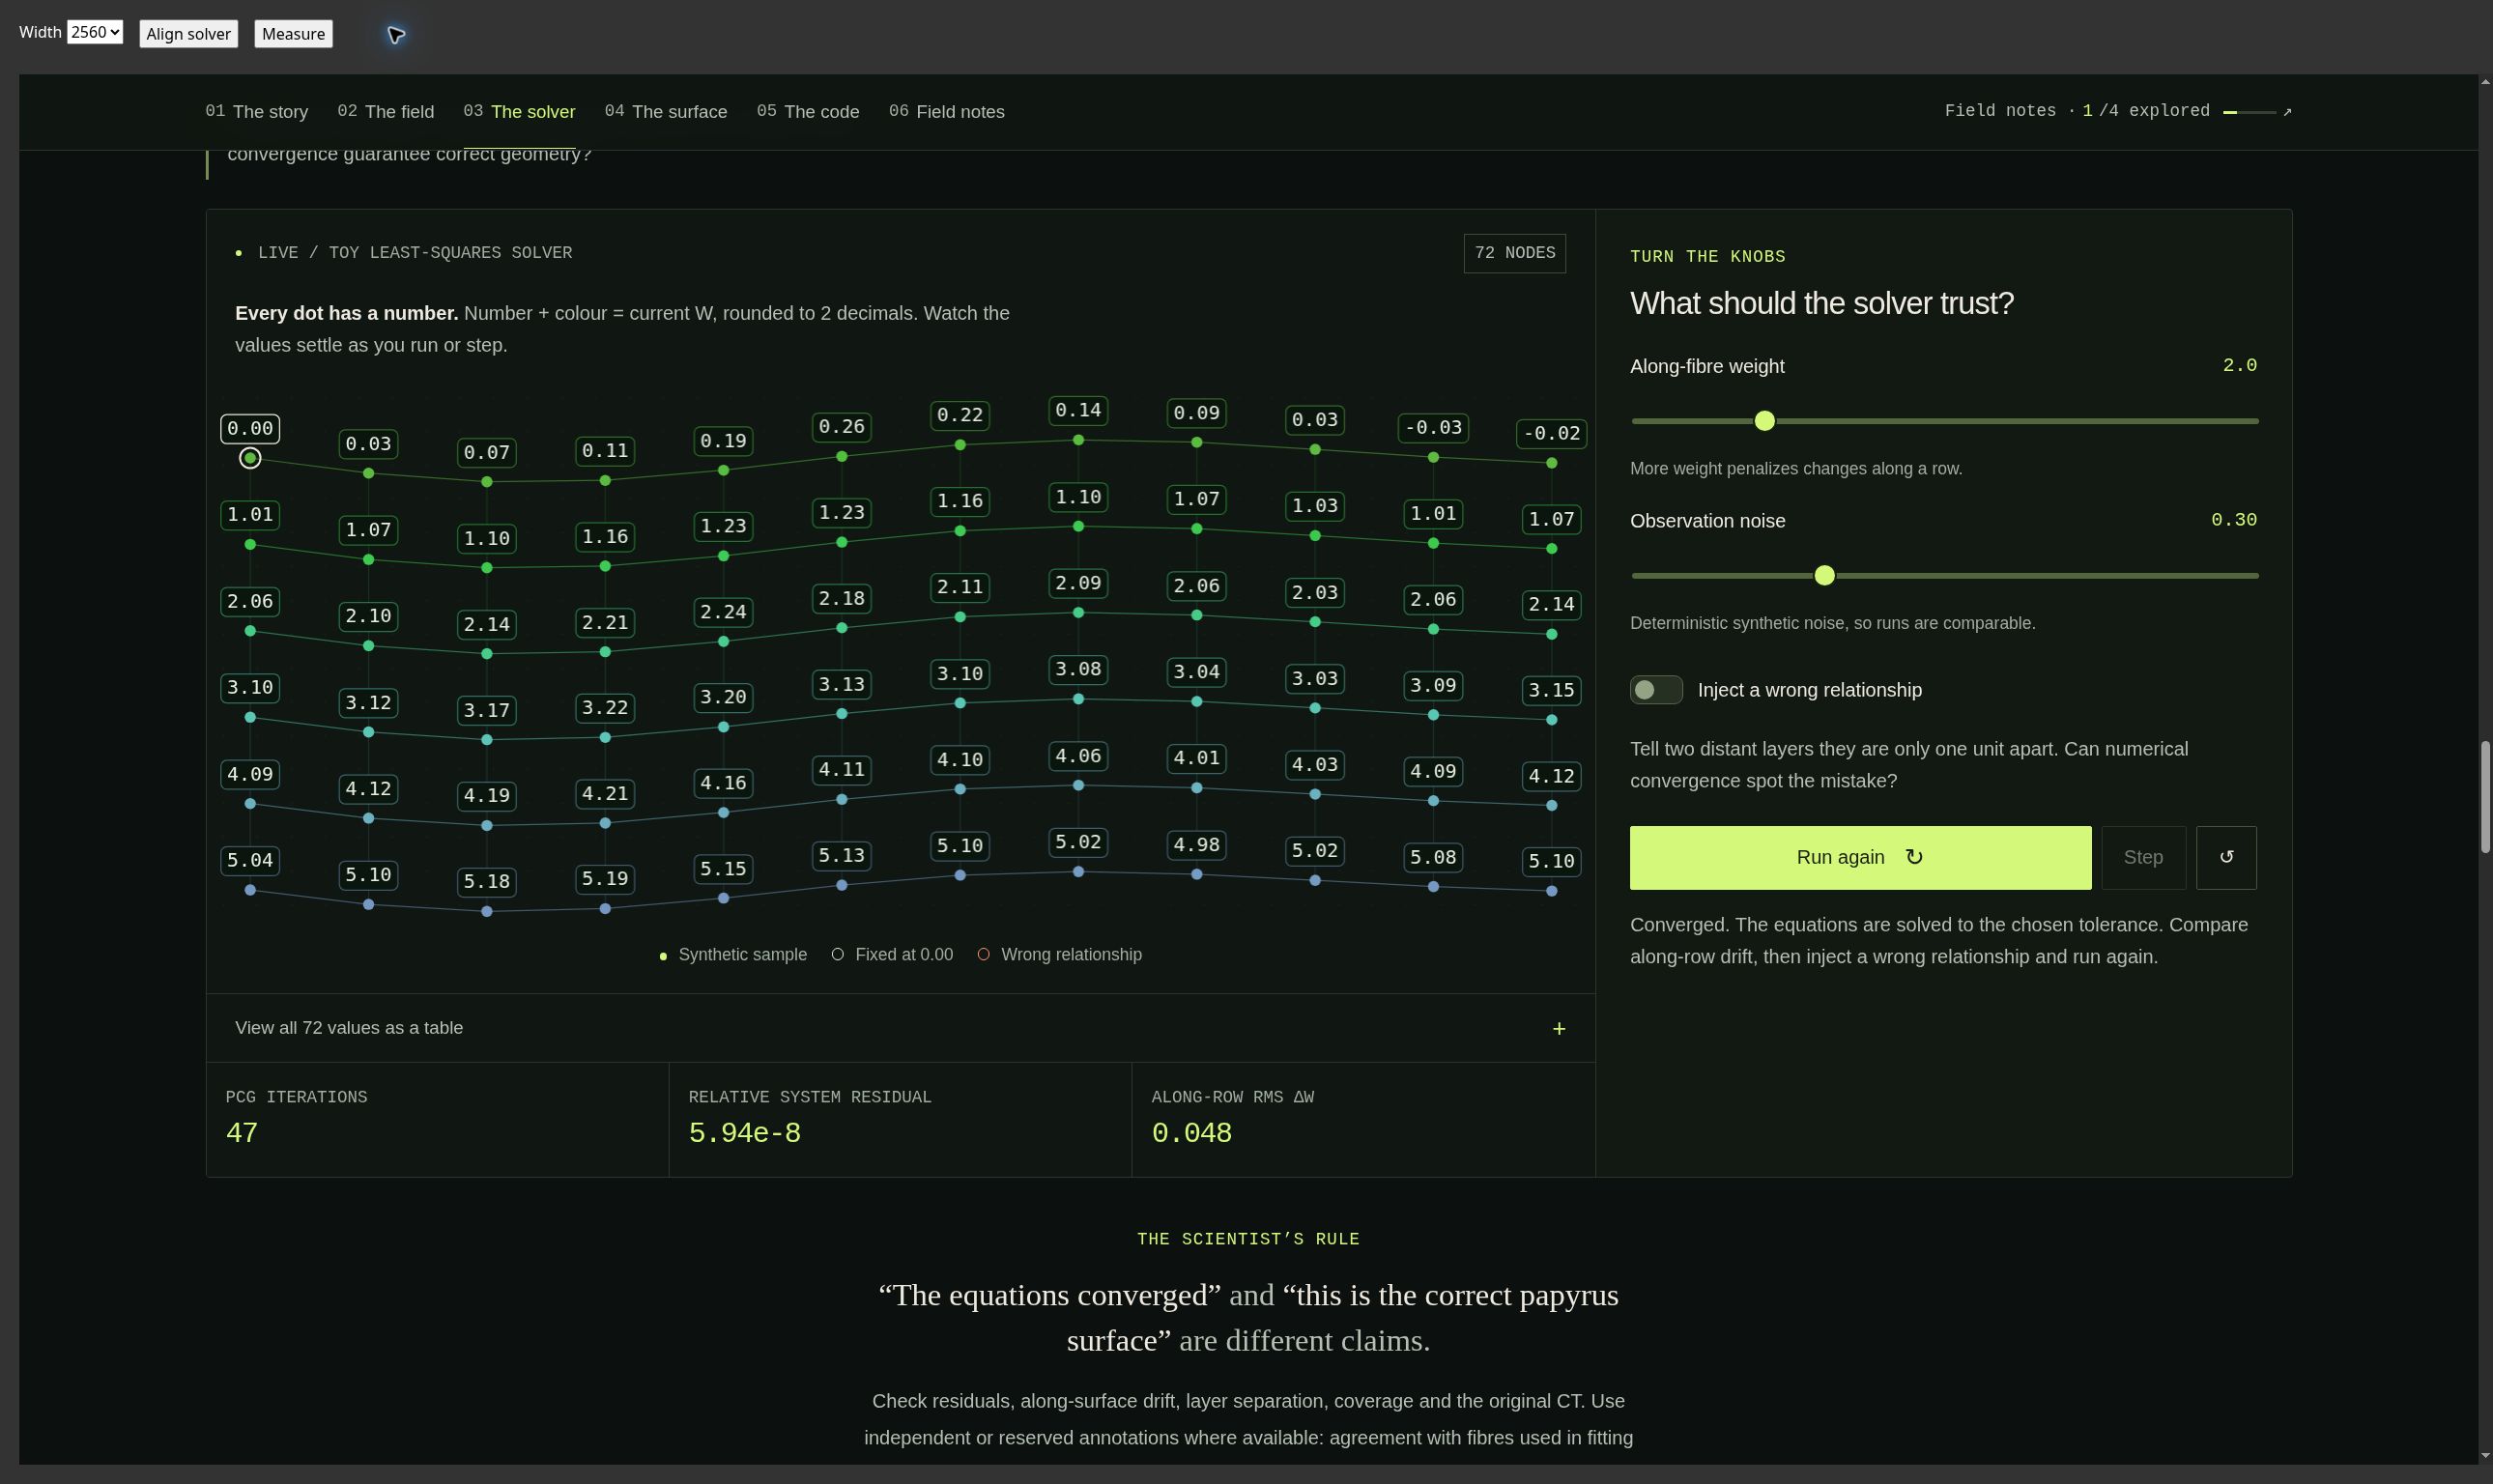 Width 2560 Align solver Measure
01 The story 02 The field 03 The solver 04 The surface 05 The code 06 Field notes Field notes · 1 /4 explored ↗
convergence guarantee correct geometry?
LIVE / TOY LEAST-SQUARES SOLVER 72 NODES
Every dot has a number. Number + colour = current W, rounded to 2 decimals. Watch the
values settle as you run or step.
0.00 0.03 0.07 0.11 0.19 0.26 0.22 0.14 0.09 0.03 -0.03 -0.02
1.01 1.07 1.10 1.16 1.23 1.23 1.16 1.10 1.07 1.03 1.01 1.07
2.06 2.10 2.14 2.21 2.24 2.18 2.11 2.09 2.06 2.03 2.06 2.14
3.10 3.12 3.17 3.22 3.20 3.13 3.10 3.08 3.04 3.03 3.09 3.15
4.09 4.12 4.19 4.21 4.16 4.11 4.10 4.06 4.01 4.03 4.09 4.12
5.04 5.10 5.18 5.19 5.15 5.13 5.10 5.02 4.98 5.02 5.08 5.10
Synthetic sample Fixed at 0.00 Wrong relationship
View all 72 values as a table +
PCG ITERATIONS
47
RELATIVE SYSTEM RESIDUAL
5.94e-8
ALONG-ROW RMS ΔW
0.048
TURN THE KNOBS
What should the solver trust?
Along-fibre weight 2.0
More weight penalizes changes along a row.
Observation noise 0.30
Deterministic synthetic noise, so runs are comparable.
Inject a wrong relationship
Tell two distant layers they are only one unit apart. Can numerical
convergence spot the mistake?
Run again ↻ Step ↺
Converged. The equations are solved to the chosen tolerance. Compare
along-row drift, then inject a wrong relationship and run again.
THE SCIENTIST’S RULE
“The equations converged” and “this is the correct papyrus
surface” are different claims.
Check residuals, along-surface drift, layer separation, coverage and the original CT. Use
independent or reserved annotations where available: agreement with fibres used in fitting